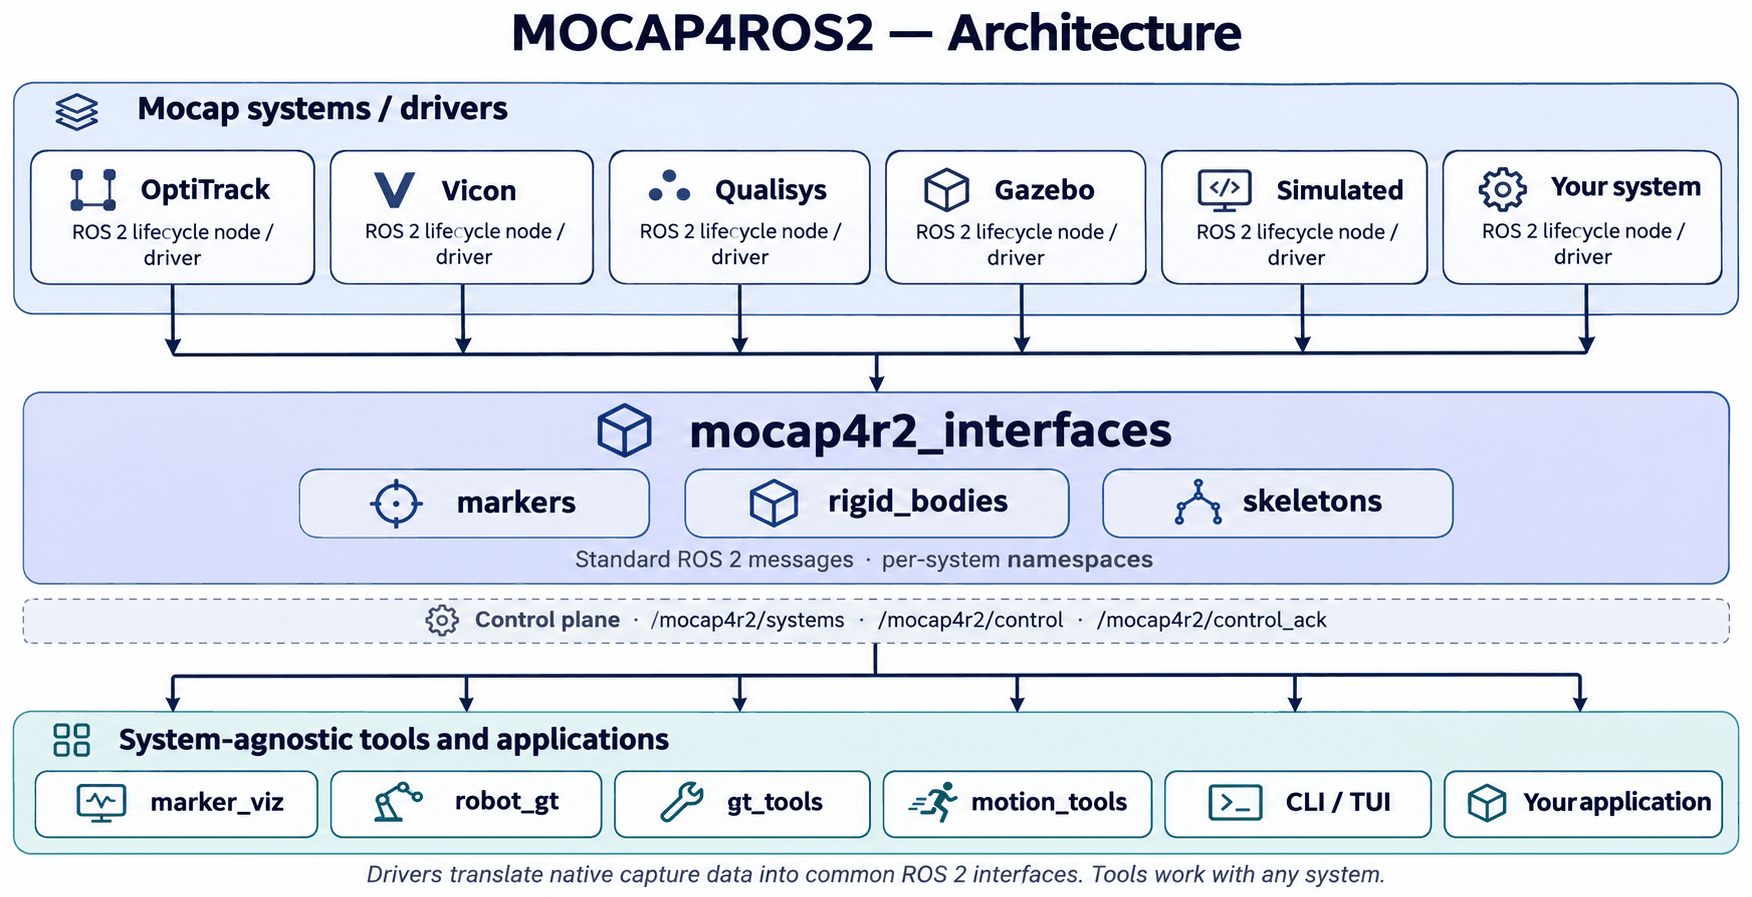 MOCAP4ROS2 — Architecture
Mocap systems / drivers
OptiTrack
ROS 2 lifecycle node /
driver
Vicon
ROS 2 lifecycle node /
driver
Qualisys
ROS 2 lifecycle node /
driver
Gazebo
ROS 2 lifecycle node /
driver
</> Simulated
ROS 2 lifecycle node /
driver
Your system
ROS 2 lifecycle node /
driver
mocap4r2_interfaces
markers
rigid_bodies
skeletons
Standard ROS 2 messages · per-system namespaces
Control plane · /mocap4r2/systems · /mocap4r2/control · /mocap4r2/control_ack
System-agnostic tools and applications
marker_viz
robot_gt
gt_tools
motion_tools
>_ CLI / TUI
Your application
Drivers translate native capture data into common ROS 2 interfaces. Tools work with any system.